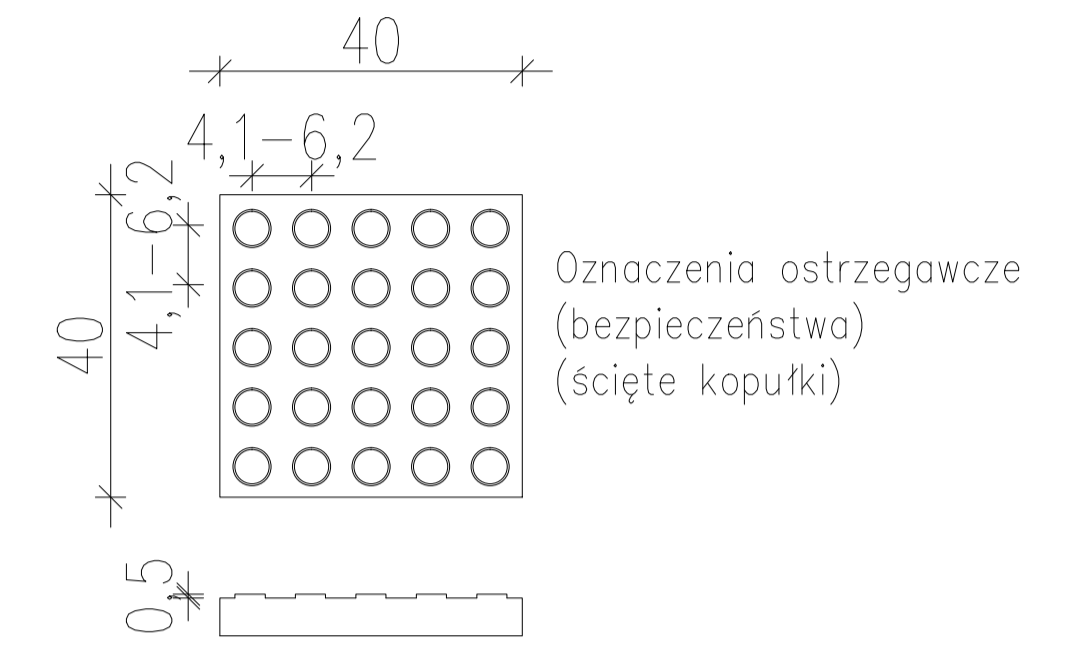 40
4,1-6,2
4,1-6,2
40
Oznaczenia ostrzegawcze
(bezpieczeństwa)
(ścięte kopułki)
0,5